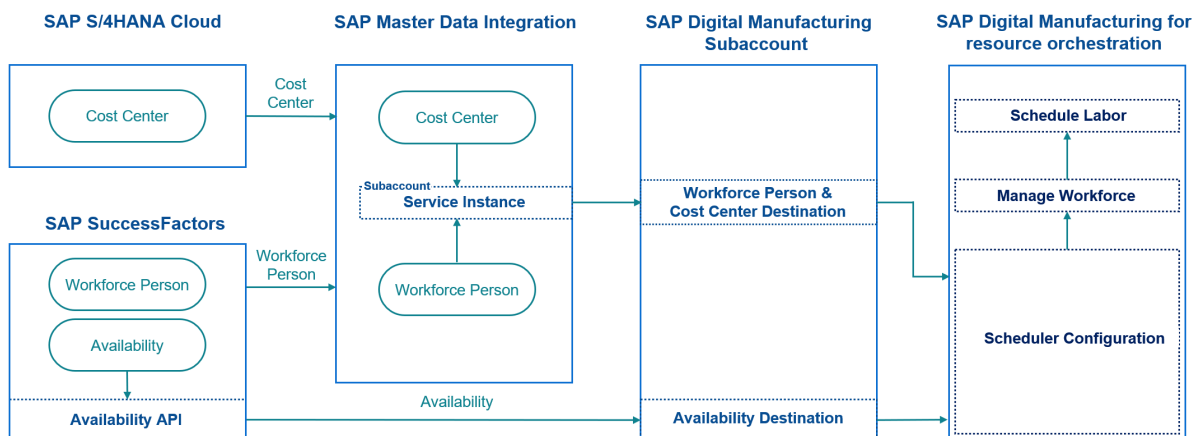 SAP S/4HANA Cloud
Cost Center
Cost
Center
SAP SuccessFactors
Workforce Person
Availability
Availability API
Workforce
Person
Availability
SAP Master Data Integration
Cost Center
Subaccount
Service Instance
Workforce Person
SAP Digital Manufacturing
Subaccount
Workforce Person &
Cost Center Destination
Availability Destination
SAP Digital Manufacturing for
resource orchestration
Schedule Labor
Manage Workforce
Scheduler Configuration